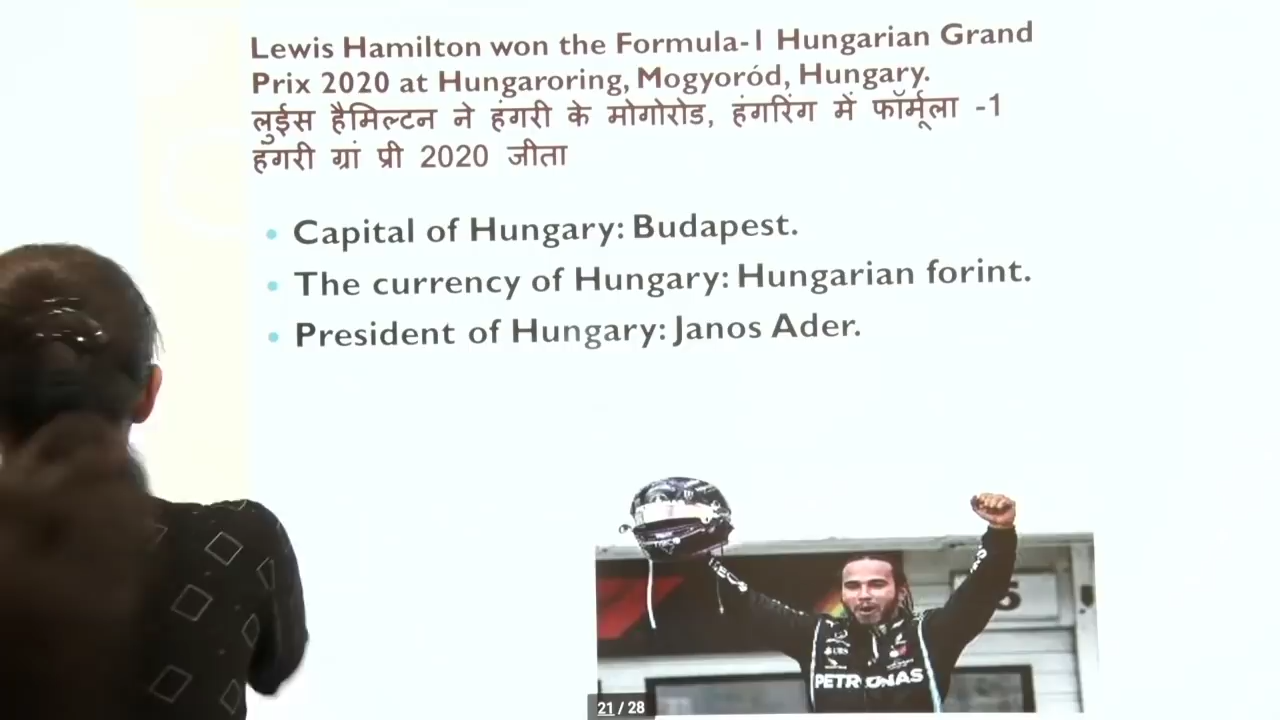 Lewis Hamilton won the Formula-1 Hungarian Grand
Prix 2020 at Hungaroring, Mogyoród, Hungary.
लुईस हैमिल्टन ने हंगरी के मोगोरोड, हंगरिंग में फॉर्मूला -1
हंगरी ग्रां प्री 2020 जीता
• Capital of Hungary: Budapest.
• The currency of Hungary: Hungarian forint.
• President of Hungary: Janos Ader.
UBS
PETRONAS
21 / 28